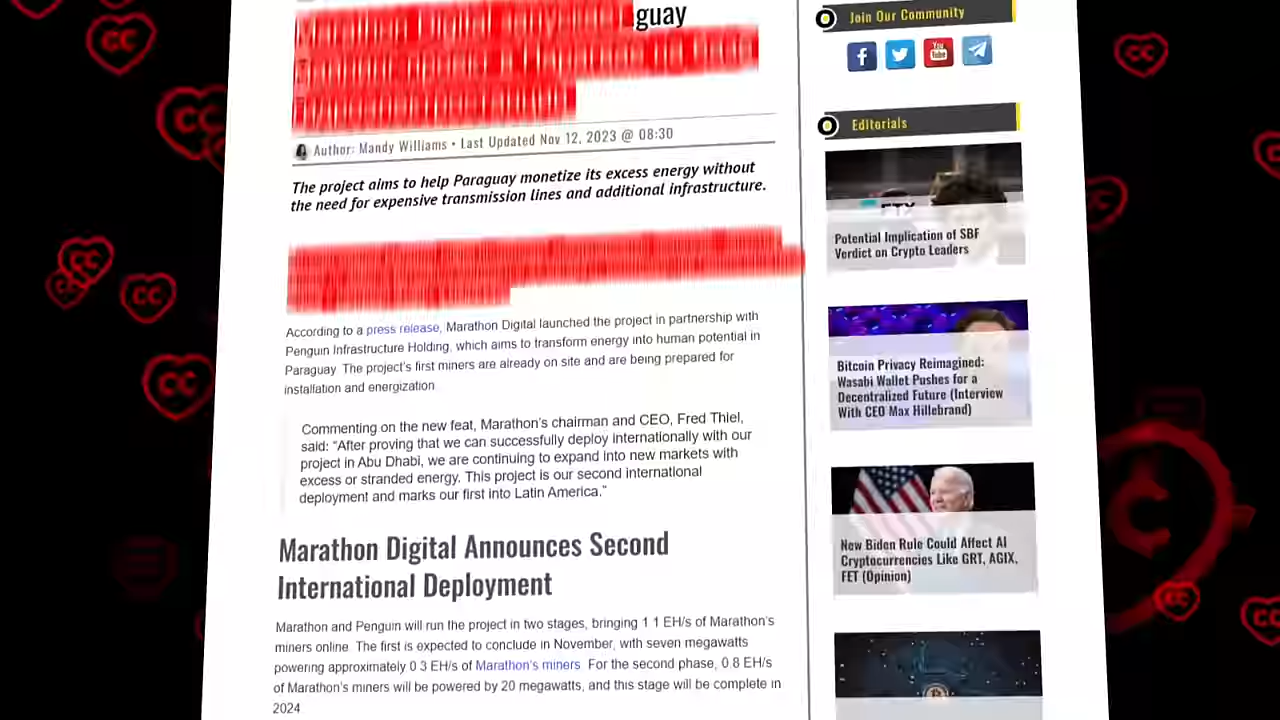 guay
Author: Mandy Williams • Last Updated Nov 12, 2023 @ 08:30
The project aims to help Paraguay monetize its excess energy without
the need for expensive transmission lines and additional infrastructure.
According to a press release, Marathon Digital launched the project in partnership with
Penguin Infrastructure Holding, which aims to transform energy into human potential in
Paraguay. The project's first miners are already on site and are being prepared for
installation and energization
Commenting on the new feat, Marathon's chairman and CEO, Fred Thiel,
said: “After proving that we can successfully deploy internationally with our
project in Abu Dhabi, we are continuing to expand into new markets with
excess or stranded energy. This project is our second international
deployment and marks our first into Latin America.”
Marathon Digital Announces Second
International Deployment
Marathon and Penguin will run the project in two stages, bringing 1 1 EH/s of Marathon's
miners online. The first is expected to conclude in November, with seven megawatts
powering approximately 0 3 EH/s of Marathon's miners. For the second phase, 0 8 EH/s
of Marathon's miners will be powered by 20 megawatts, and this stage will be complete in
2024
Join Our Community
You
Tube
Editorials
FTX
Potential Implication of SBF
Verdict on Crypto Leaders
Bitcoin Privacy Reimagined:
Wasabi Wallet Pushes for a
Decentralized Future (Interview
With CEO Max Hillebrand)
New Biden Rule Could Affect AI
Cryptocurrencies Like GRT, AGIX,
FET (Opinion)
CC
CC
CC
CC
CC
CC
CC
CC